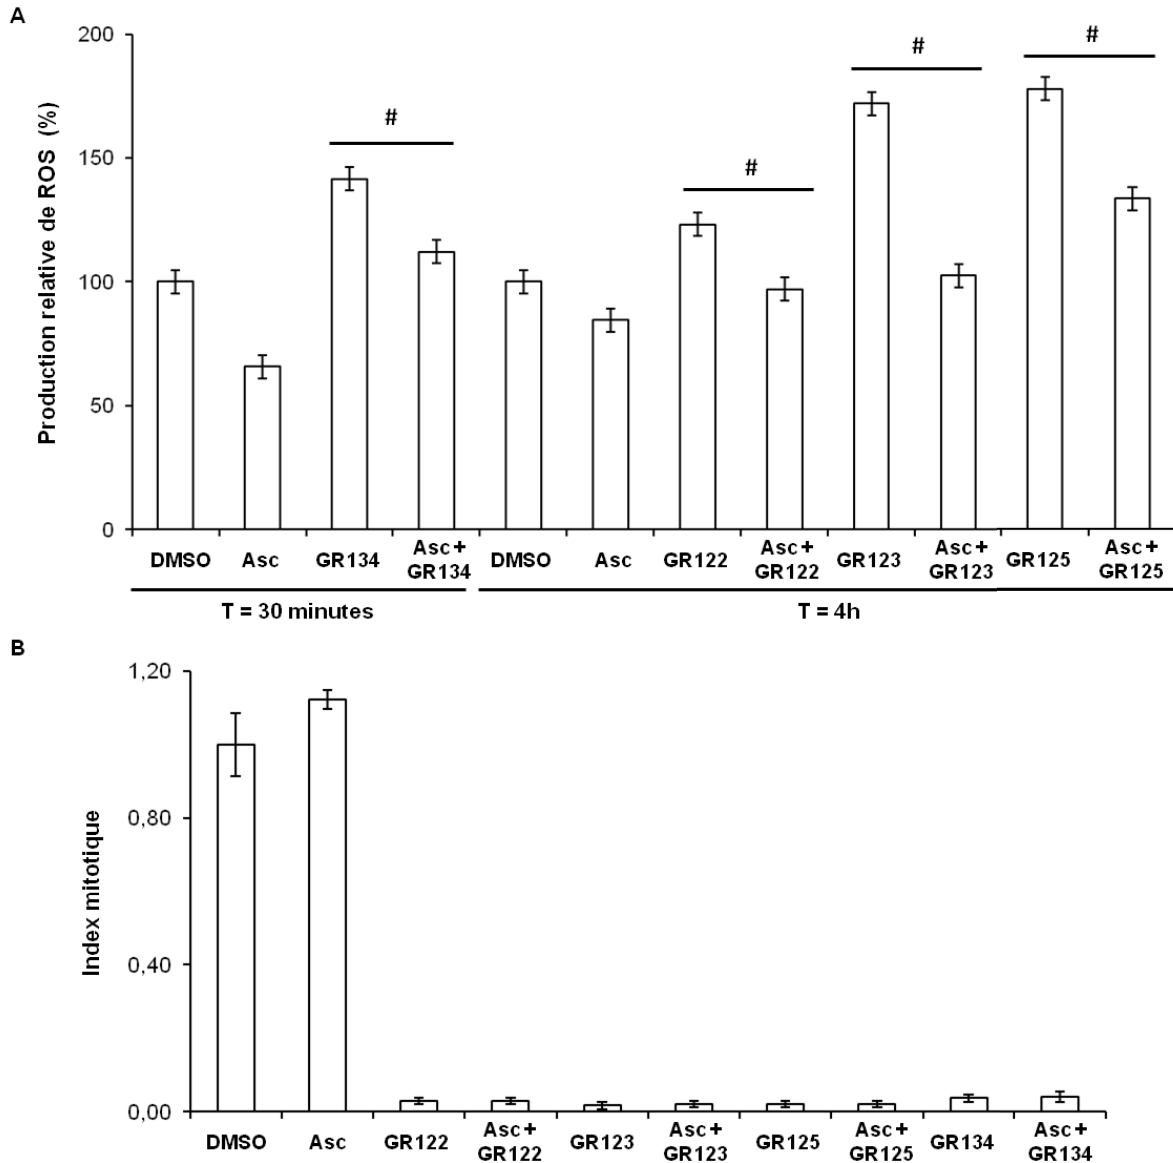 A
Production relative de ROS (%)
200
150
100
50
0
#
#
#
#
DMSO Asc GR134 Asc + GR134 DMSO Asc GR122 Asc + GR122 GR123 Asc + GR123 GR125 Asc + GR125
T = 30 minutes T = 4h
B
Index mitotique
1,20
0,80
0,40
0,00
DMSO Asc GR122 Asc + GR122 GR123 Asc + GR123 GR125 Asc + GR125 GR134 Asc + GR134